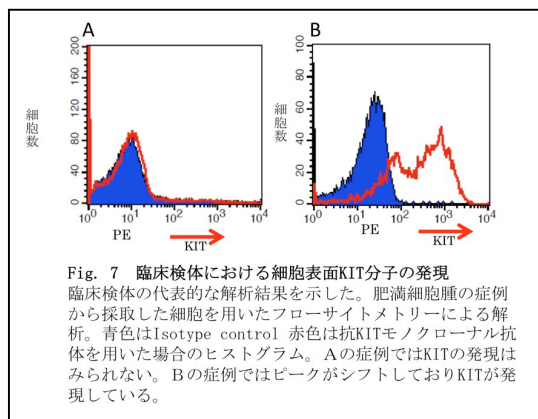 A
B
細胞数
200
160
120
80
40
0
10⁰ 10¹ 10² 10³ 10⁴
PE
KIT
細胞数
100
80
60
40
20
0
10⁰ 10¹ 10² 10³ 10⁴
PE
KIT
Fig. 7 臨床検体における細胞表面KIT分子の発現
臨床検体の代表的な解析結果を示した。肥満細胞腫の症例
から採取した細胞を用いたフローサイトメトリーによる解
析。青色はIsotype control 赤色は抗KITモノクローナル抗
体を用いた場合のヒストグラム。Aの症例ではKITの発現は
みられない。Bの症例ではピークがシフトしておりKITが発
現している。